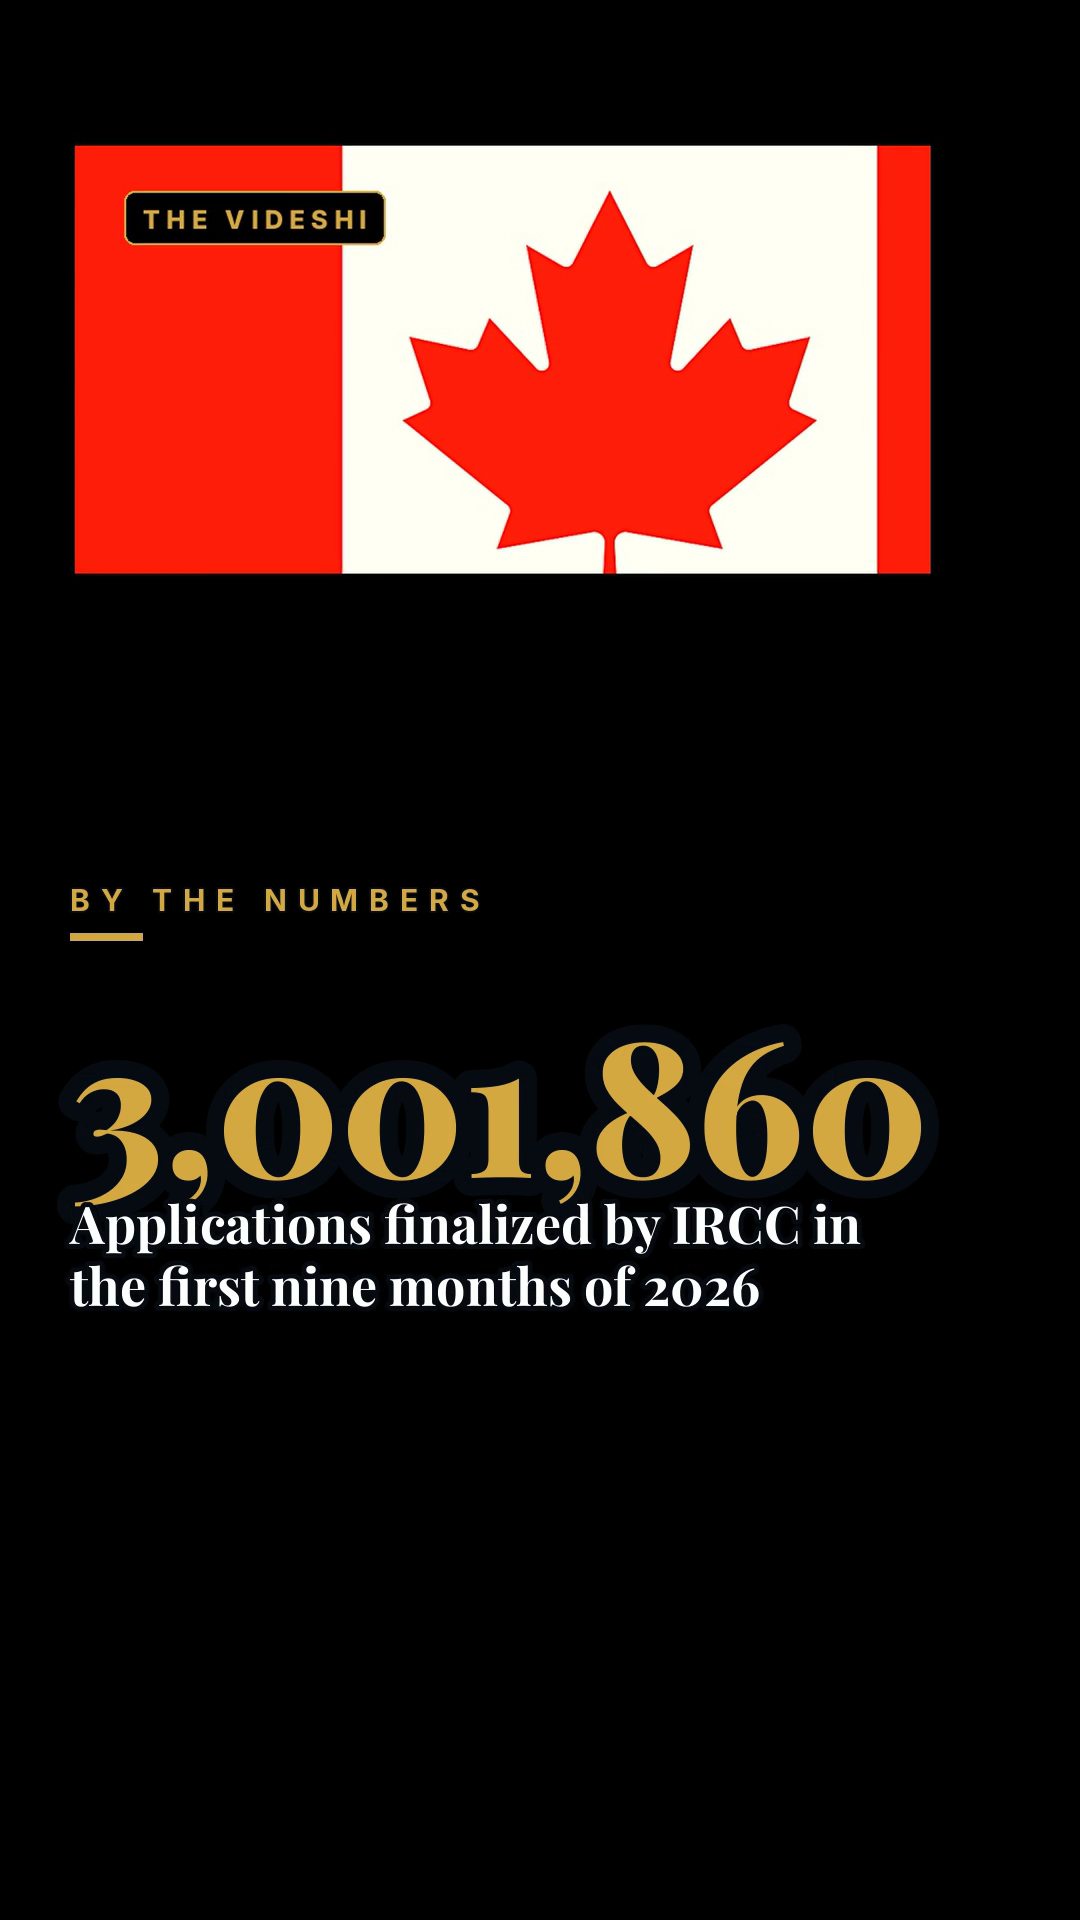 THE VIDESHI
BY THE NUMBERS
3,001,860
Applications finalized by IRCC in
the first nine months of 2026